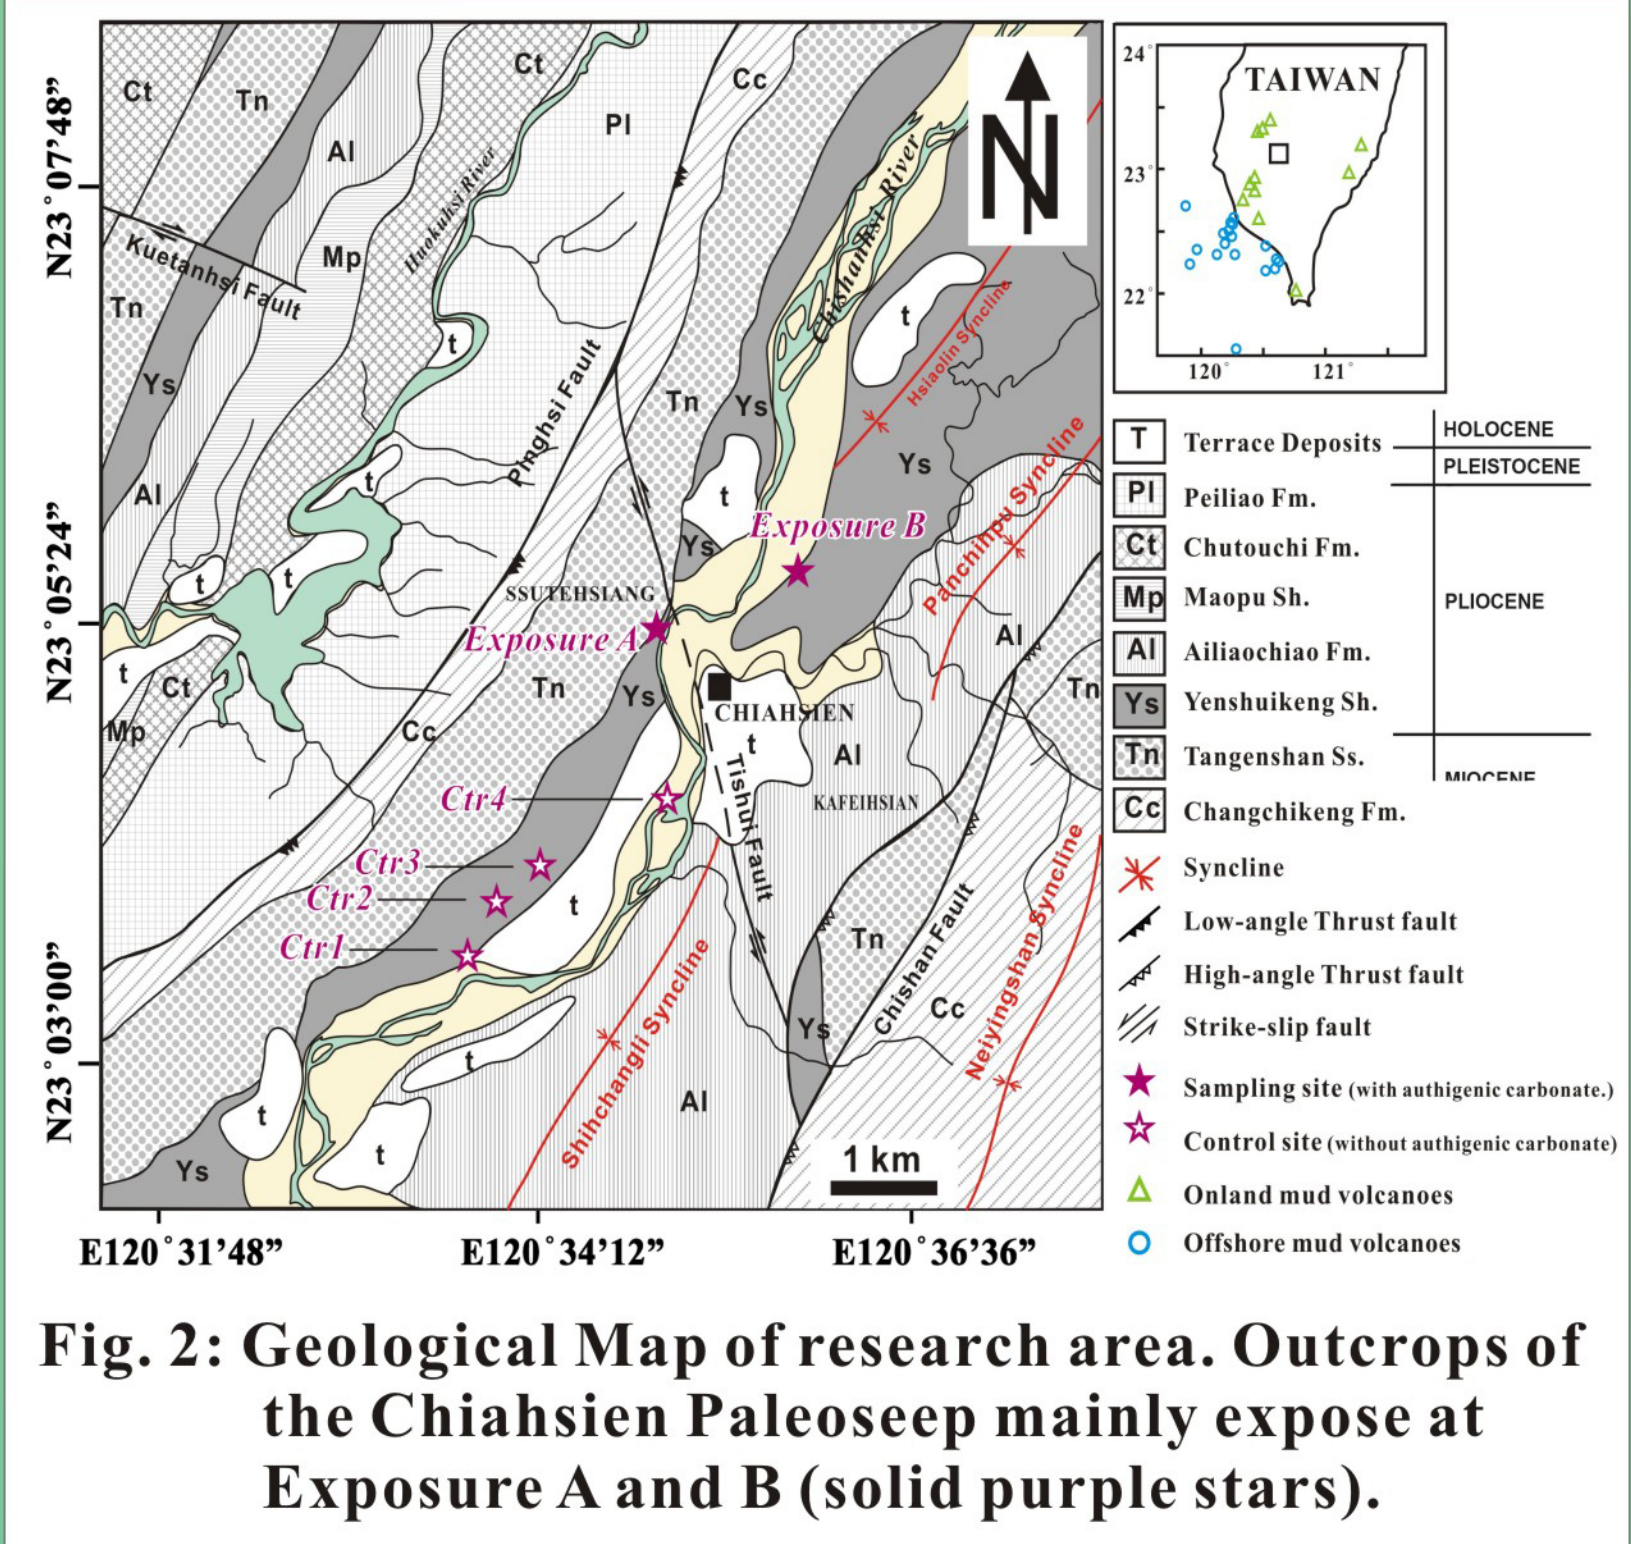 Ct
Tn
Al
Ct
Pl
Cc
N
Huokuhsi River
Chishanhsi River
Kuetanhsi Fault
Mp
Tn
t
t
Ys
Pinghsi Fault
Tn
Ys
Hsiaolin Syncline
Ys
Al
t
t
Exposure B
Panchihpu Syncline
Ys
t
t
SSUTEHSIANG
Exposure A
Al
t
Ct
Tn
Ys
Tn
CHIAHSIEN
Mp
Cc
t
Al
Ctr4
Tishui Fault
KAFEIHSIAN
Ctr3
Ctr2
t
Ctr1
Tn
Chishan Fault
Neiyingshan Syncline
Cc
Shihchangli Syncline
Ys
t
t
Al
t
Ys
1 km
N23°07’48”
N23°05’24”
N23°03’00”
E120°31’48”
E120°34’12”
E120°36’36”
24°
TAIWAN
23°
22°
120°
121°
T Terrace Deposits HOLOCENE
PLEISTOCENE
Pl Peiliao Fm.
Ct Chutouchi Fm.
Mp Maopu Sh. PLIOCENE
Al Ailiaochiao Fm.
Ys Yenshuikeng Sh.
Tn Tangenshan Ss. MIOCENE
Cc Changchikeng Fm.
Syncline
Low-angle Thrust fault
High-angle Thrust fault
Strike-slip fault
Sampling site (with authigenic carbonate.)
Control site (without authigenic carbonate)
Onland mud volcanoes
Offshore mud volcanoes
Fig. 2: Geological Map of research area. Outcrops of
the Chiahsien Paleoseep mainly expose at
Exposure A and B (solid purple stars).